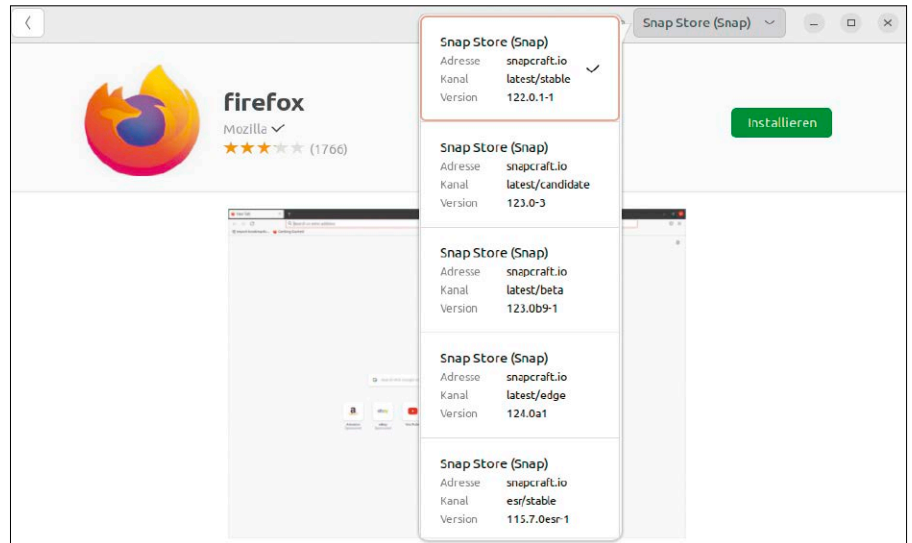 Snap Store (Snap)
firefox
Mozilla
(1766)
Installieren
Snap Store (Snap)
Adresse snapcraft.io
Kanal latest/stable
Version 122.0.1-1
Snap Store (Snap)
Adresse snapcraft.io
Kanal latest/candidate
Version 123.0-3
Snap Store (Snap)
Adresse snapcraft.io
Kanal latest/beta
Version 123.0b9-1
Snap Store (Snap)
Adresse snapcraft.io
Kanal latest/edge
Version 124.0a1
Snap Store (Snap)
Adresse snapcraft.io
Kanal esr/stable
Version 115.7.0esr-1